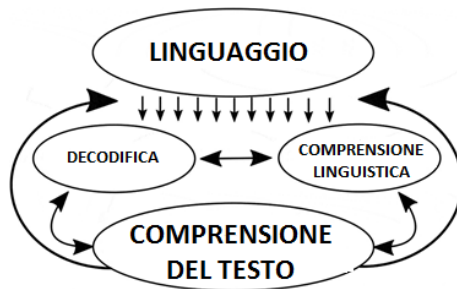 LINGUAGGIO
DECODIFICA
COMPRENSIONE
LINGUISTICA
COMPRENSIONE
DEL TESTO